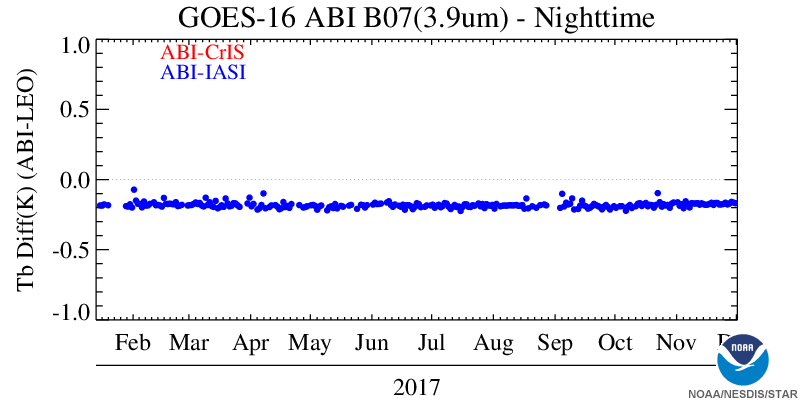 GOES-16 ABI B07(3.9um) - Nighttime
ABI-CrIS
ABI-IASI
Tb Diff(K) (ABI-LEO)
1.0
0.5
0.0
-0.5
-1.0
Feb Mar Apr May Jun Jul Aug Sep Oct Nov
2017
NOAA
NOAA/NESDIS/STAR